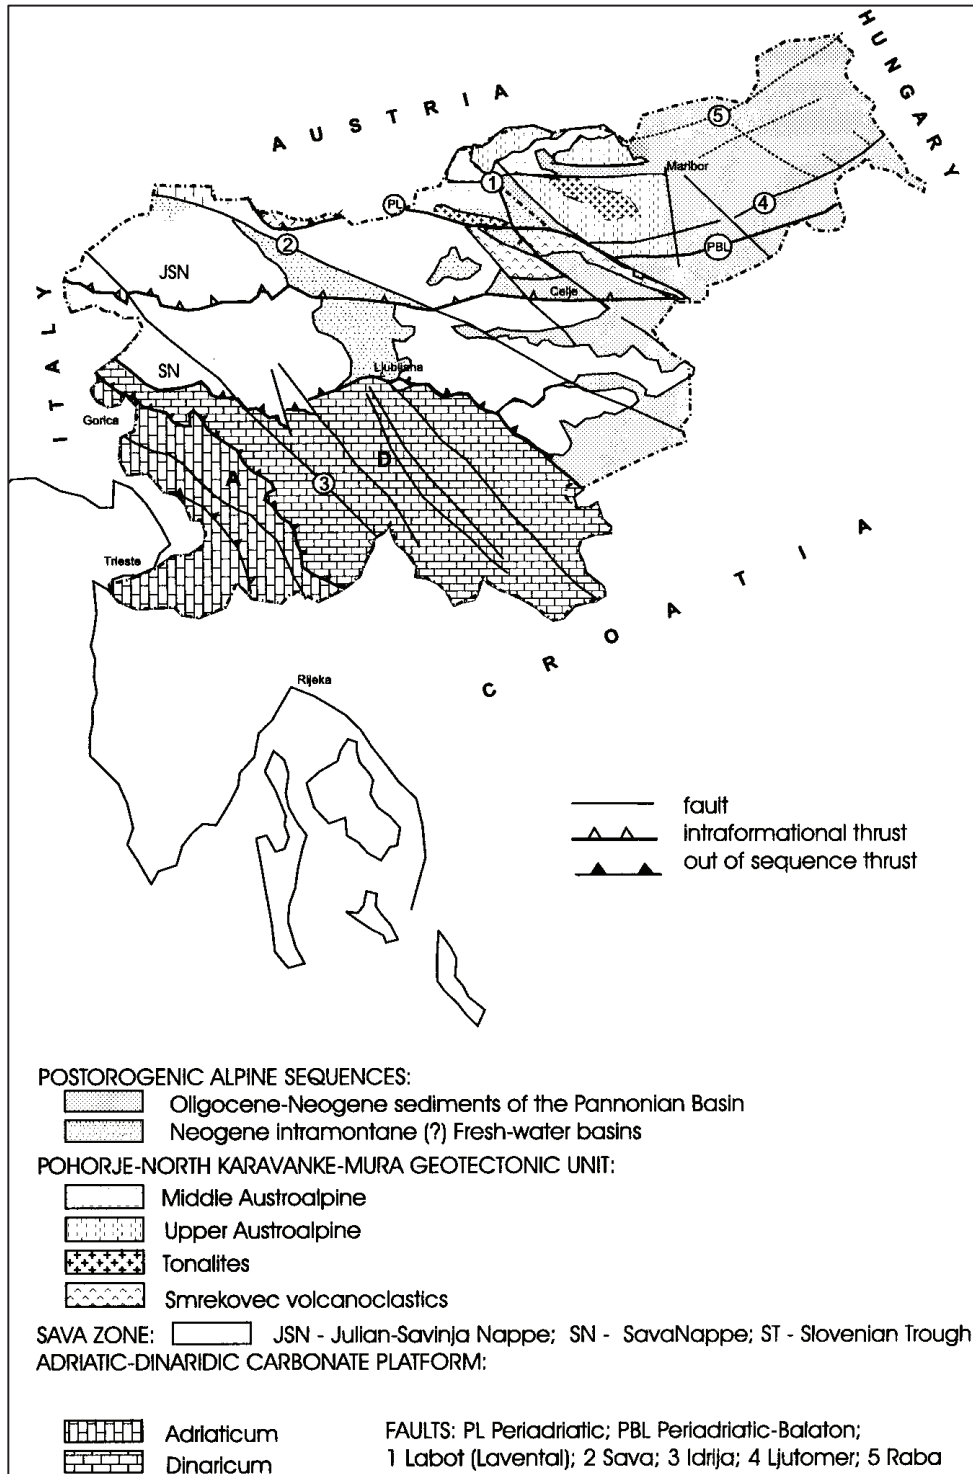 AUSTRIA
HUNGARY
5
1
Maribor
PL
4
2
PBL
JSN
Celje
ITALY
SN
Ljubljana
Gorica
D
A
3
Trieste
CROATIA
Rijeka
fault
intraformational thrust
out of sequence thrust
POSTOROGENIC ALPINE SEQUENCES:
Oligocene-Neogene sediments of the Pannonian Basin
Neogene intramontane (?) Fresh-water basins
POHORJE-NORTH KARAVANKE-MURA GEOTECTONIC UNIT:
Middle Austroalpine
Upper Austroalpine
Tonalites
Smrekovec volcanoclastics
SAVA ZONE: JSN - Julian-Savinja Nappe; SN - SavaNappe; ST - Slovenian Trough
ADRIATIC-DINARIDIC CARBONATE PLATFORM:
Adriaticum
Dinaricum
FAULTS: PL Periadriatic; PBL Periadriatic-Balaton;
1 Labot (Lavental); 2 Sava; 3 Idrija; 4 Ljutomer; 5 Raba